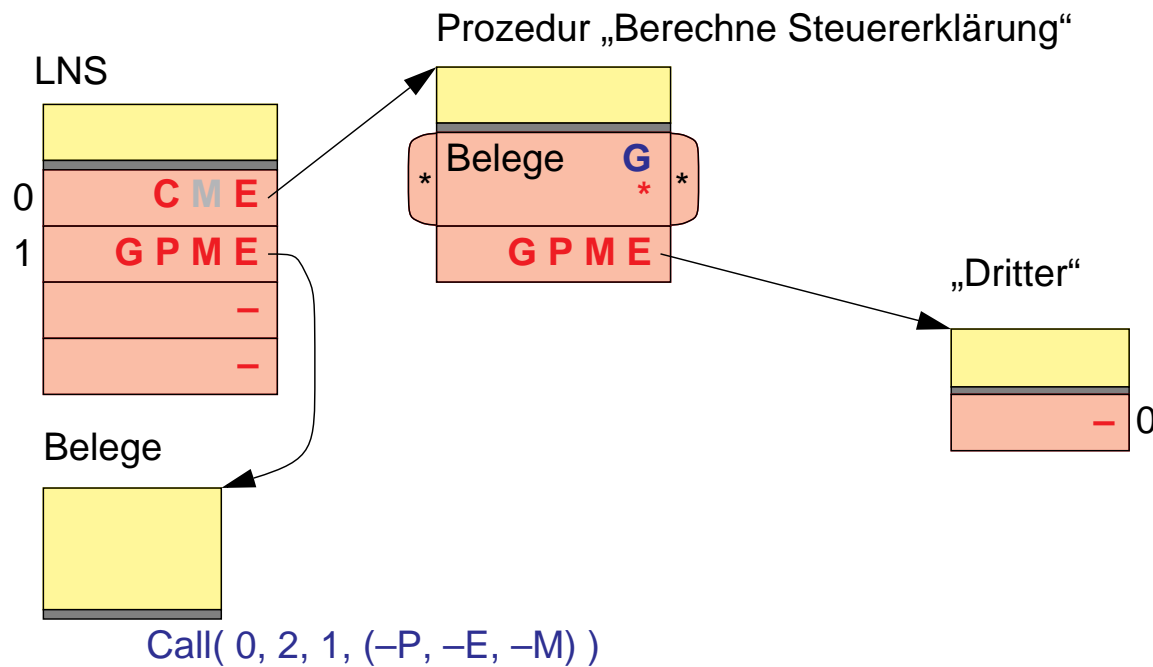 Prozedur „Berechne Steuererklärung“
LNS
Belege G
* * *
0 C M E
1 G P M E
G P M E
„Dritter“
–
–
– 0
Belege
Call( 0, 2, 1, (–P, –E, –M) )